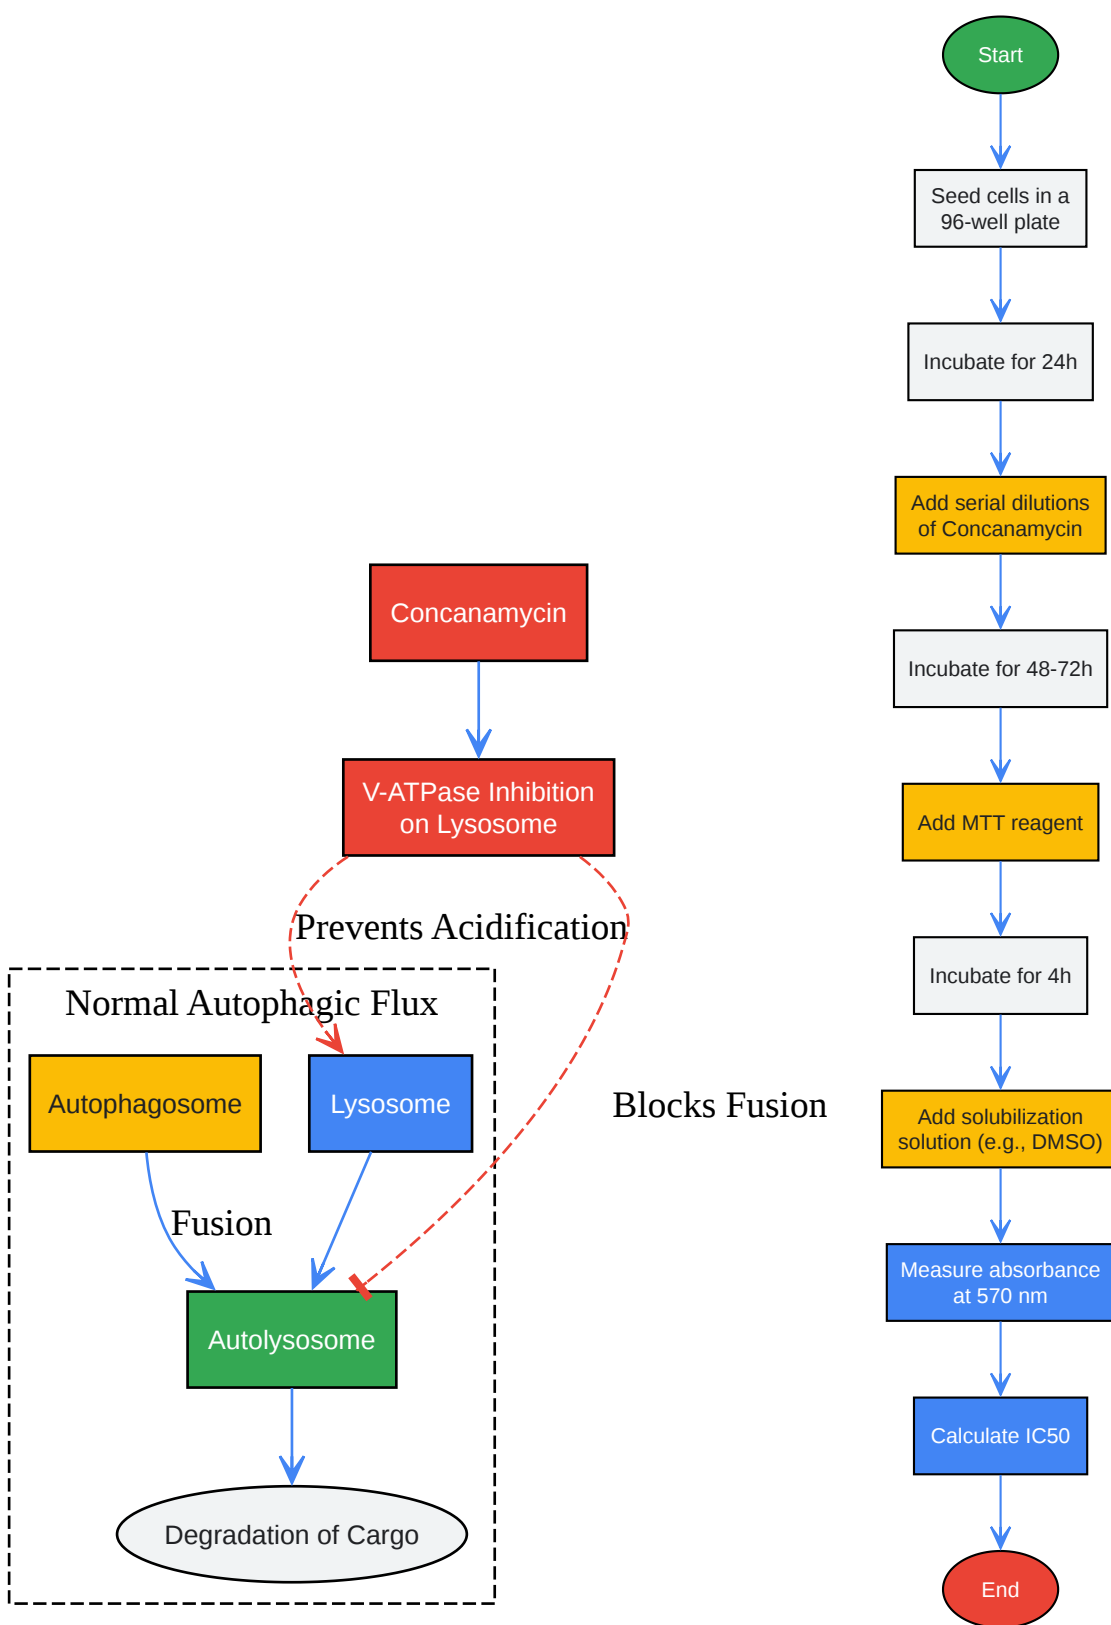 Concanamycin
V-ATPase Inhibition
on Lysosome
Prevents Acidification
Normal Autophagic Flux
Autophagosome
Lysosome
Blocks Fusion
Fusion
Autolysosome
Degradation of Cargo
Start
Seed cells in a
96-well plate
Incubate for 24h
Add serial dilutions
of Concanamycin
Incubate for 48-72h
Add MTT reagent
Incubate for 4h
Add solubilization
solution (e.g., DMSO)
Measure absorbance
at 570 nm
Calculate IC50
End